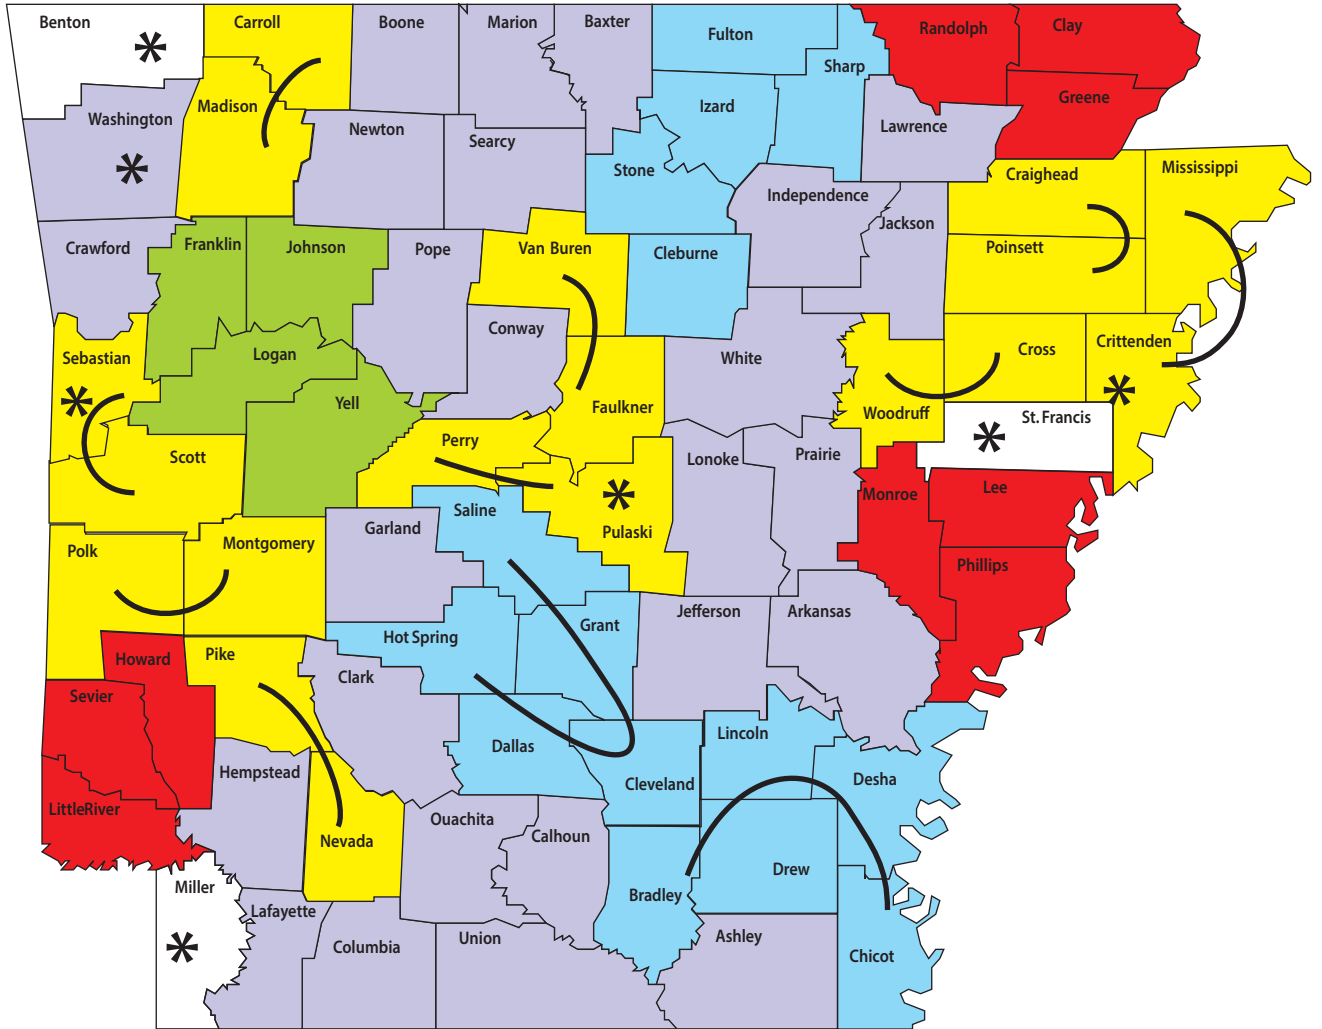 Benton
*
Carroll
Boone
Marion
Baxter
Fulton
Sharp
Randolph
Clay
Greene
Washington
*
Madison
Newton
Searcy
Stone
Izard
Lawrence
Independence
Jackson
Craighead
Mississippi
Poinsett
Crawford
Franklin
Johnson
Pope
Van Buren
Cleburne
Conway
White
Sebastian
*
Logan
Yell
Faulkner
Woodruff
Cross
Crittenden
*
St. Francis
*
Scott
Perry
Pulaski
*
Lonoke
Prairie
Monroe
Lee
Phillips
Polk
Montgomery
Garland
Saline
Hot Spring
Grant
Jefferson
Arkansas
Howard
Pike
Clark
Sevier
LittleRiver
Hempstead
Nevada
Dallas
Cleveland
Lincoln
Desha
Ouachita
Calhoun
Bradley
Drew
Miller
*
Lafayette
Columbia
Union
Ashley
Chicot